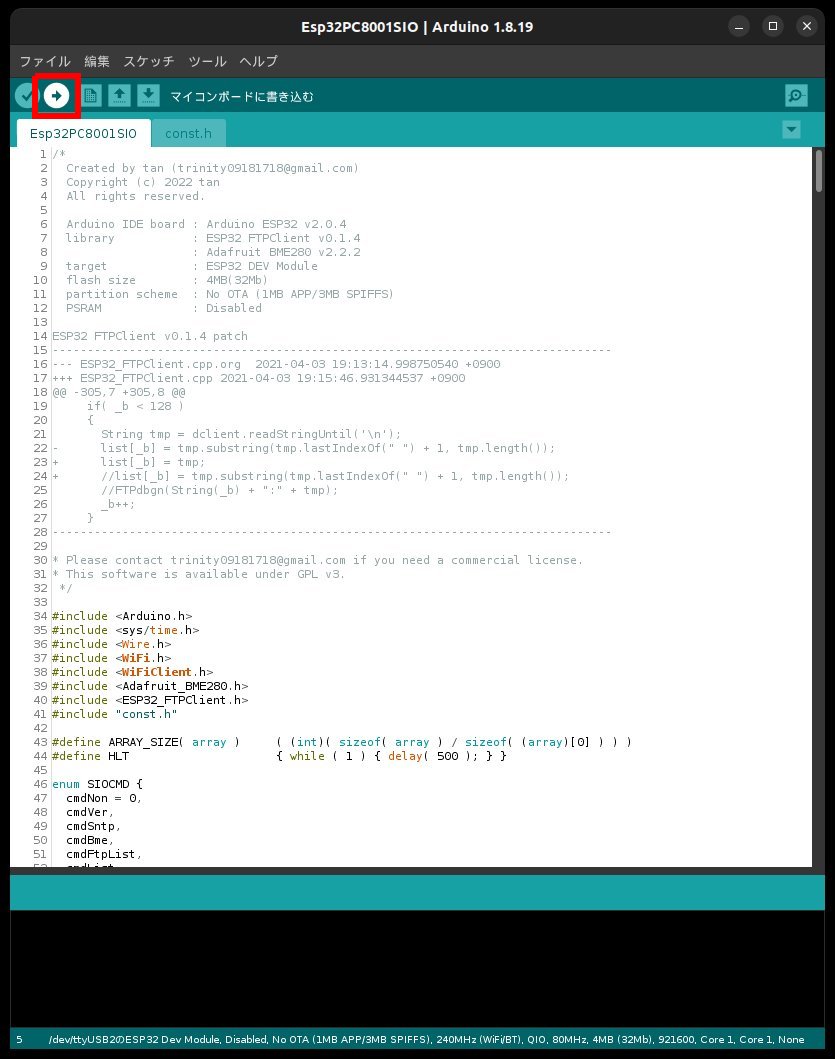 Esp32PC8001SIO | Arduino 1.8.19
ファイル 編集 スケッチ ツール ヘルプ
マイコンボードに書き込む
Esp32PC8001SIO const.h
1 /*
2   Created by tan (trinity09181718@gmail.com)
3   Copyright (c) 2022 tan
4   All rights reserved.
5
6   Arduino IDE board : Arduino ESP32 v2.0.4
7   library           : ESP32 FTPClient v0.1.4
8                     : Adafruit BME280 v2.2.2
9   target            : ESP32 DEV Module
10   flash size        : 4MB(32Mb)
11   partition scheme  : No OTA (1MB APP/3MB SPIFFS)
12   PSRAM             : Disabled
13
14 ESP32 FTPClient v0.1.4 patch
15 --------------------------------------------------------------------------------
16 --- ESP32_FTPClient.cpp.org  2021-04-03 19:13:14.998750540 +0900
17 +++ ESP32_FTPClient.cpp 2021-04-03 19:15:46.931344537 +0900
18 @@ -305,7 +305,8 @@
19      if( _b < 128 )
20      {
21        String tmp = dclient.readStringUntil('\n');
22 -      list[_b] = tmp.substring(tmp.lastIndexOf(" ") + 1, tmp.length());
23 +      list[_b] = tmp;
24 +      //list[_b] = tmp.substring(tmp.lastIndexOf(" ") + 1, tmp.length());
25        //FTPdbgn(String(_b) + ":" + tmp);
26        _b++;
27      }
28 --------------------------------------------------------------------------------
29
30 * Please contact trinity09181718@gmail.com if you need a commercial license.
31 * This software is available under GPL v3.
32  */
33
34 #include <Arduino.h>
35 #include <sys/time.h>
36 #include <Wire.h>
37 #include <WiFi.h>
38 #include <WiFiClient.h>
39 #include <Adafruit_BME280.h>
40 #include <ESP32_FTPClient.h>
41 #include "const.h"
42
43 #define ARRAY_SIZE( array )     ( (int)( sizeof( array ) / sizeof( (array)[0] ) ) )
44 #define HLT                     { while ( 1 ) { delay( 500 ); } }
45
46 enum SIOCMD {
47   cmdNon = 0,
48   cmdVer,
49   cmdSntp,
50   cmdBme,
51   cmdFtpList,
5 /dev/ttyUSB2のESP32 Dev Module, Disabled, No OTA (1MB APP/3MB SPIFFS), 240MHz (WiFi/BT), QIO, 80MHz, 4MB (32Mb), 921600, Core 1, Core 1, None